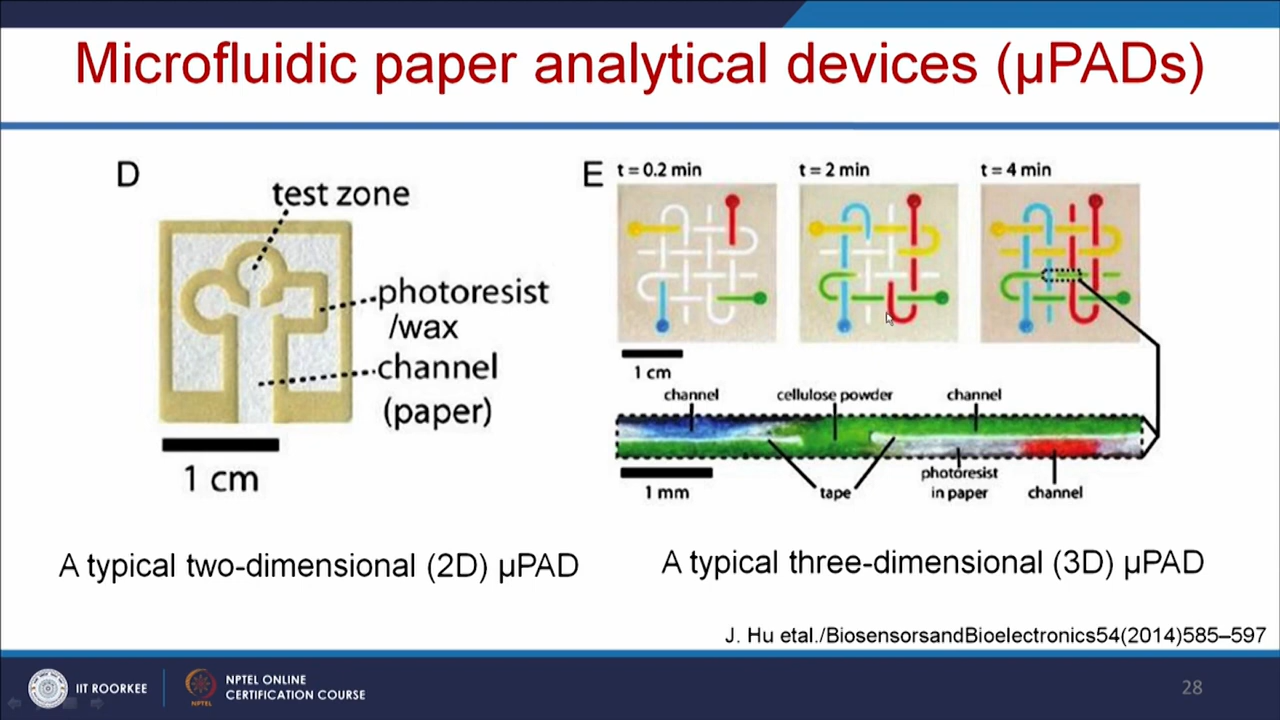 Microfluidic paper analytical devices (µPADs)
D
test zone
photoresist
/wax
channel
(paper)
1 cm
A typical two-dimensional (2D) µPAD
E
t = 0.2 min
t = 2 min
t = 4 min
1 cm
channel
cellulose powder
channel
tape
photoresist
in paper
channel
1 mm
A typical three-dimensional (3D) µPAD
J. Hu etal./BiosensorsandBioelectronics54(2014)585–597
IIT ROORKEE
NPTEL
NPTEL ONLINE
CERTIFICATION COURSE
28